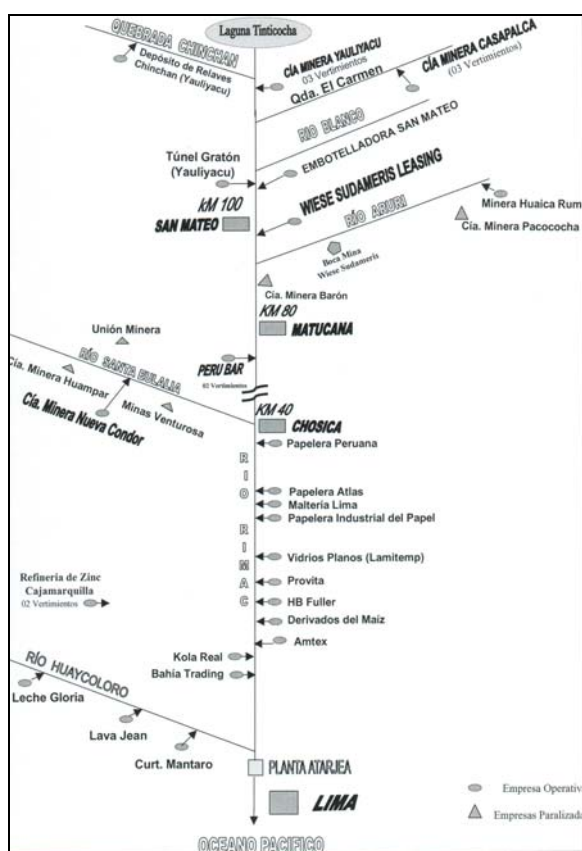 Laguna Tinticocha
QUEBRADA CHINCHAN
Depósito de Relaves
Chinchan (Yauliyacu)
CÍA MINERA YAULIYACU
03 Vertimientos
Qda. El Carmen
CÍA MINERA CASAPALCA
(03 Vertimientos)
RÍO BLANCO
EMBOTELLADORA SAN MATEO
Túnel Gratón
(Yauliyacu)
WIESE SUDAMERIS LEASING
KM 100
SAN MATEO
RÍO ARURI
Minera Huaica Rum
Cía. Minera Pacococha
Boca Mina
Wiese Sudameris
Cía. Minera Barón
KM 80
MATUCANA
Unión Minera
PERU BAR
02 Vertimientos
RÍO SANTA EULALIA
Cía. Minera Huampar
Minas Venturosa
Cía. Minera Nueva Condor
KM 40
CHOSICA
Papelera Peruana
RIO RIMAC
Papelera Atlas
Maltería Lima
Papelera Industrial del Papel
Vidrios Planos (Lamitemp)
Refineria de Zinc
Cajamarquilla
02 Vertimientos
Provita
HB Fuller
Derivados del Maíz
Amtex
Kola Real
Bahía Trading
RÍO HUAYCOLORO
Leche Gloria
Lava Jean
Curt. Mantaro
PLANTA ATARJEA
LIMA
Empresa Operativ
Empresas Paralizada
OCEANO PACIFICO